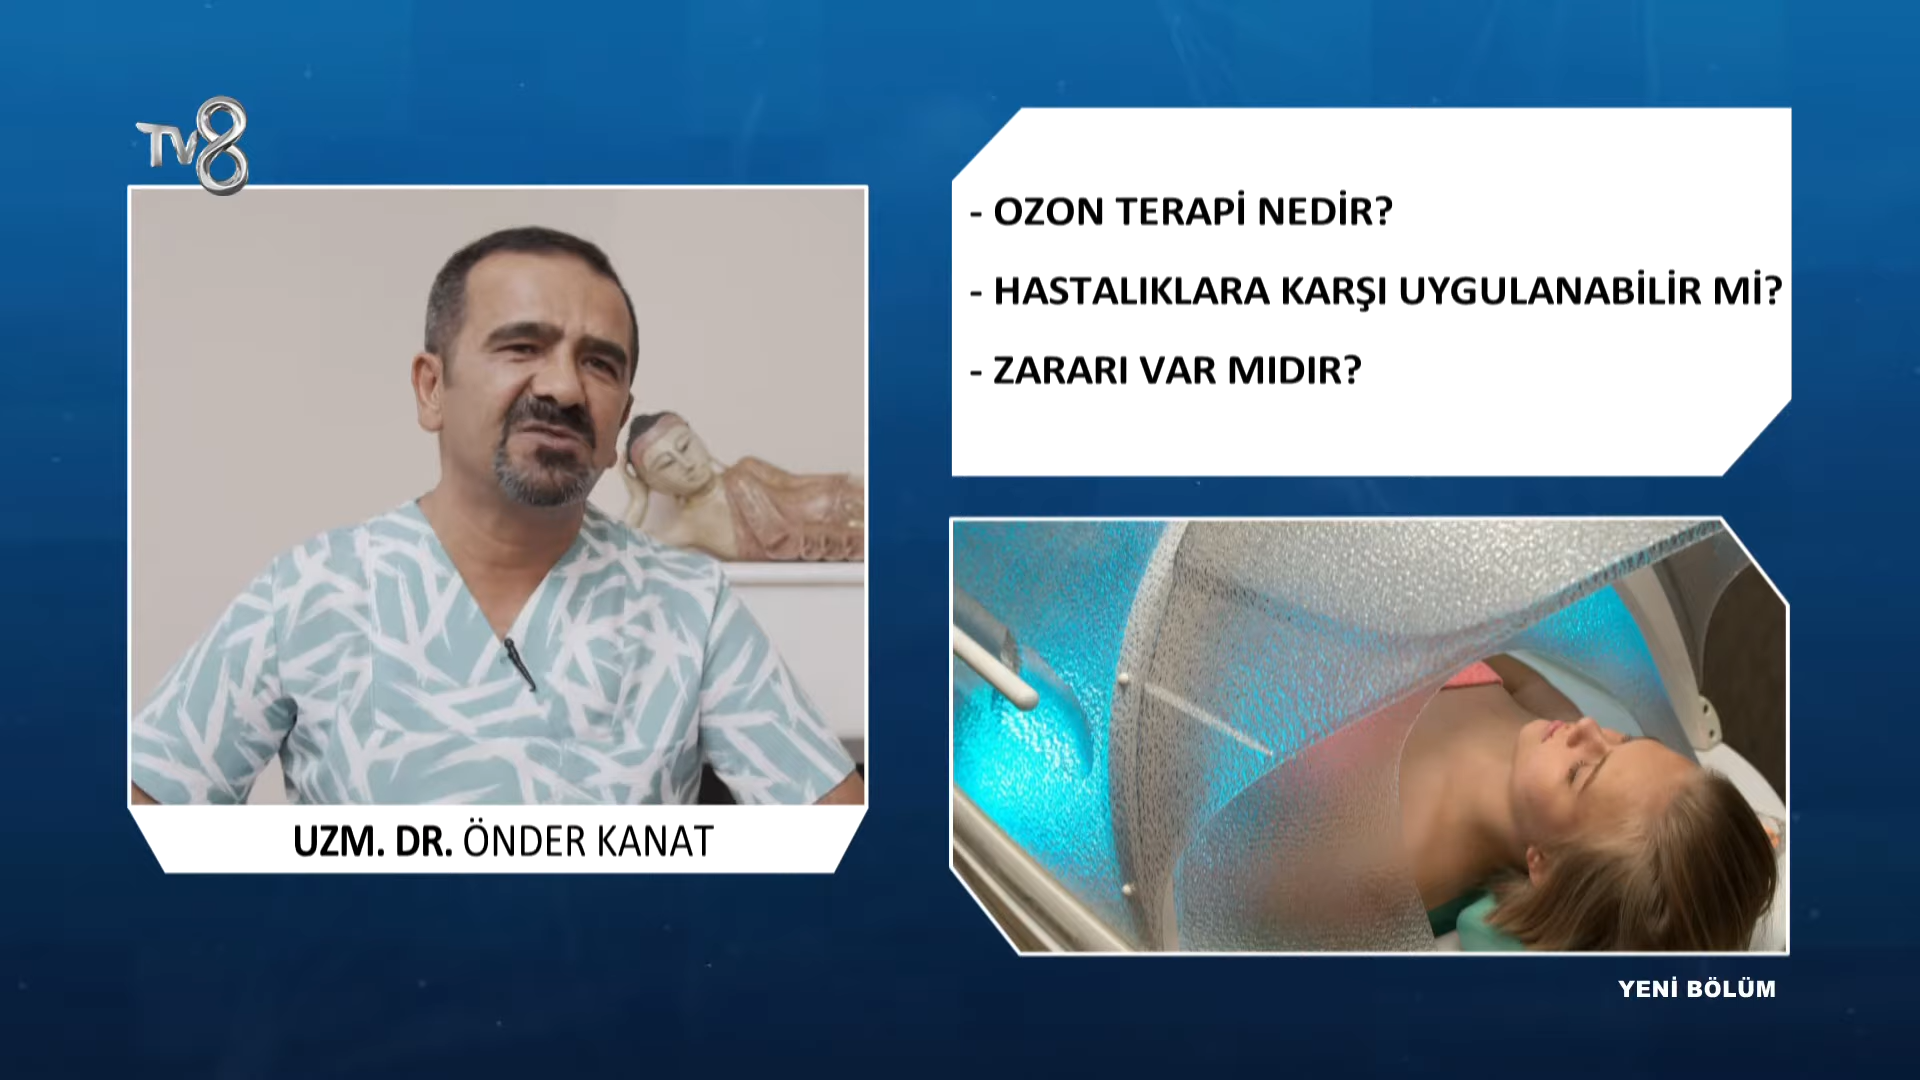 TV8
- OZON TERAPİ NEDİR?
- HASTALIKLARA KARŞI UYGULANABİLİR Mİ?
- ZARARI VAR MIDIR?
UZM. DR. ÖNDER KANAT
YENİ BÖLÜM